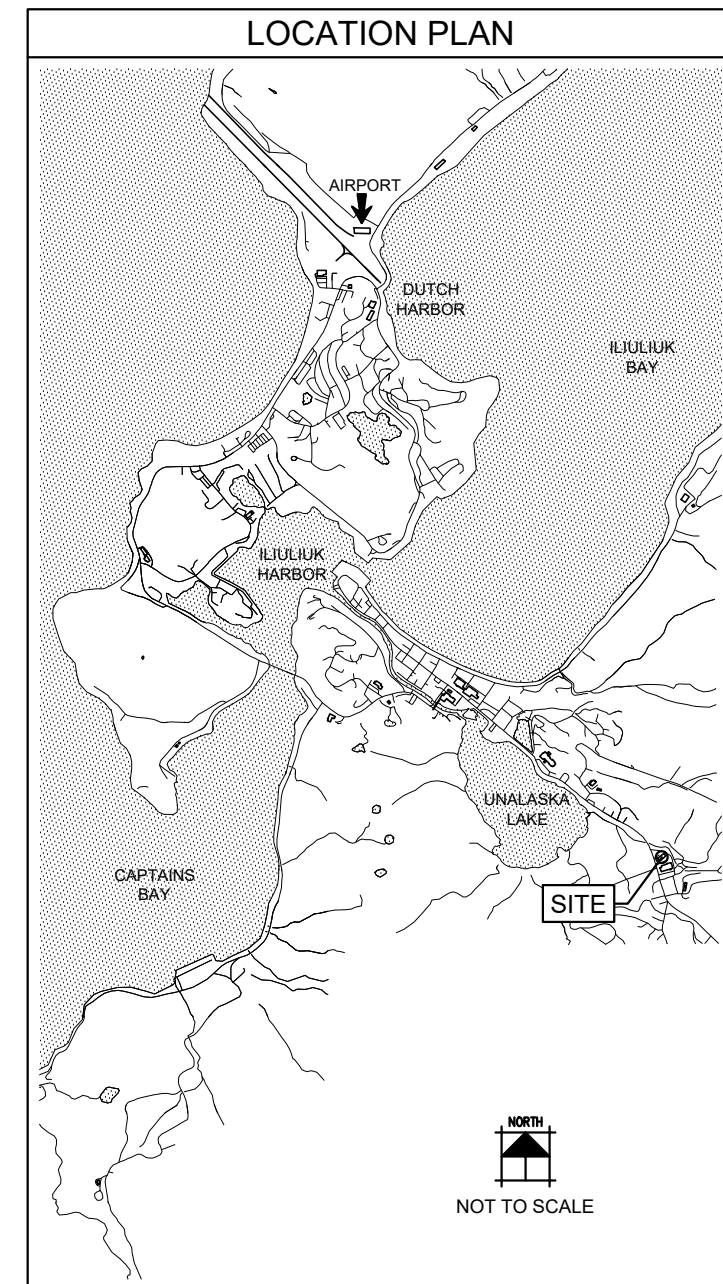 LOCATION PLAN
AIRPORT
DUTCH
HARBOR
ILIULIUK
BAY
ILIULIUK
HARBOR
UNALASKA
LAKE
CAPTAINS
BAY
SITE
NORTH
NOT TO SCALE